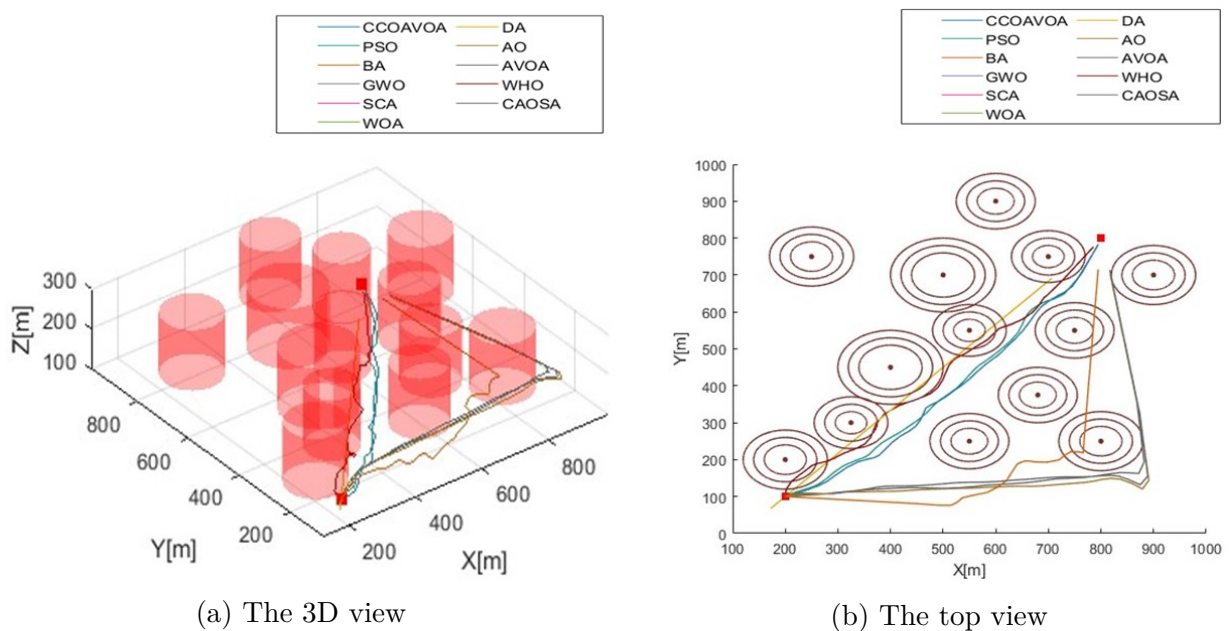 CCOAVOA DA
PSO AO
BA AVOA
GWO WHO
SCA CAOSA
WOA
300
200
100
Z[m]
800
600
400
200
Y[m]
200
400
600
800
X[m]
(a) The 3D view
CCOAVOA DA
PSO AO
BA AVOA
GWO WHO
SCA CAOSA
WOA
1000
900
800
700
600
500
400
300
200
100
0
Y[m]
100 200 300 400 500 600 700 800 900 1000
X[m]
(b) The top view